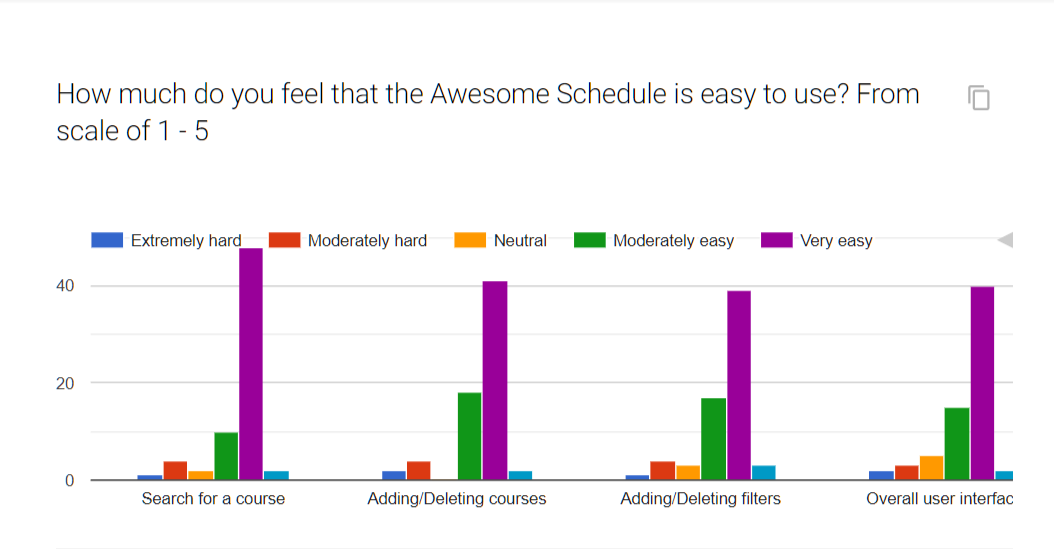 How much do you feel that the Awesome Schedule is easy to use? From
scale of 1 - 5
Extremely hard Moderately hard Neutral Moderately easy Very easy
40
20
0
Search for a course Adding/Deleting courses Adding/Deleting filters Overall user interfac